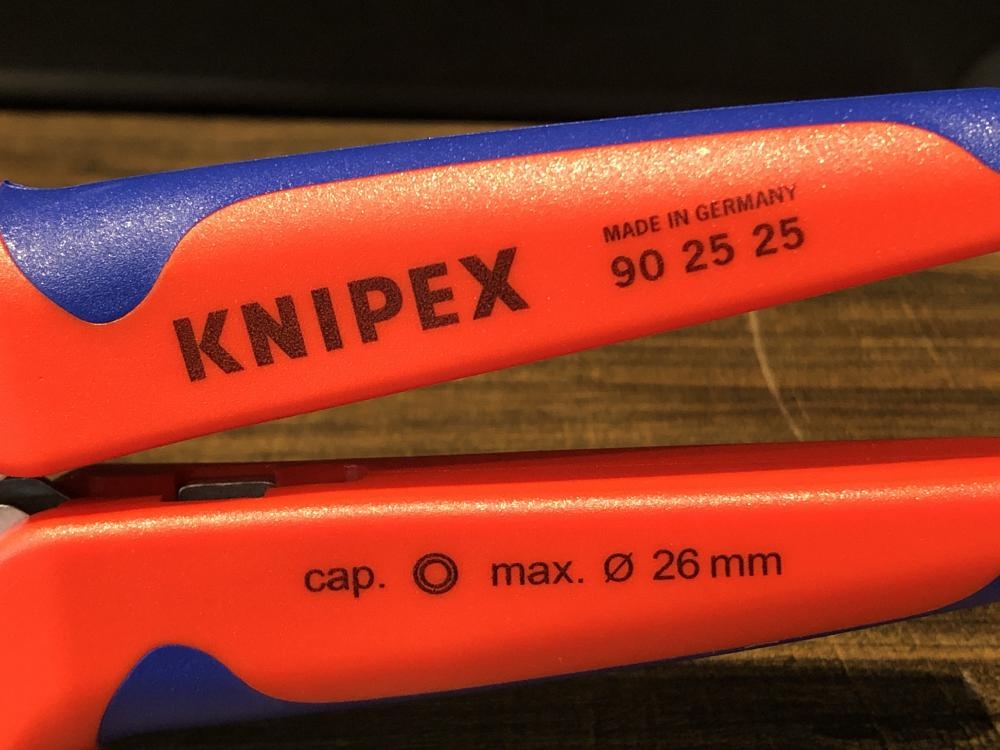 KNIPEX
MADE IN GERMANY
90 25 25
cap. max. Ø 26 mm